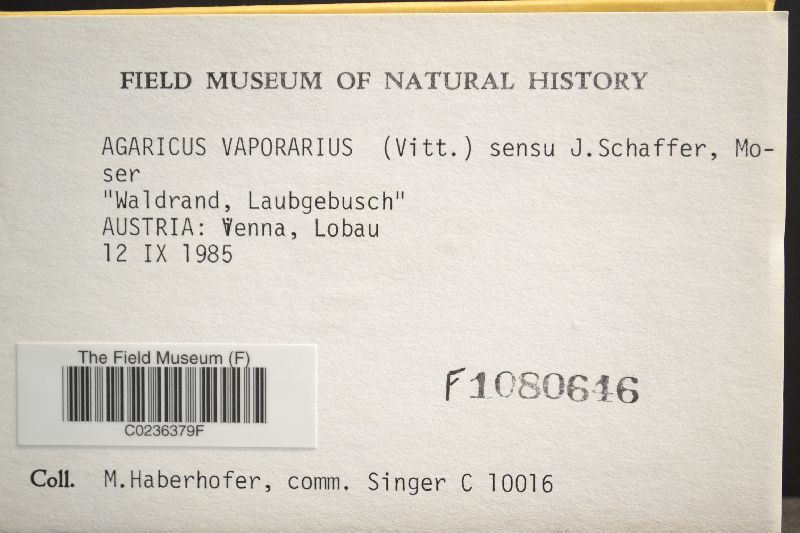 FIELD MUSEUM OF NATURAL HISTORY
AGARICUS VAPORARIUS (Vitt.) sensu J.Schaffer, Mo-
ser
"Waldrand, Laubgebusch"
AUSTRIA: Vienna, Lobau
12 IX 1985
The Field Museum (F)
C0236379F
F1080646
Coll. M.Haberhofer, comm. Singer C 10016